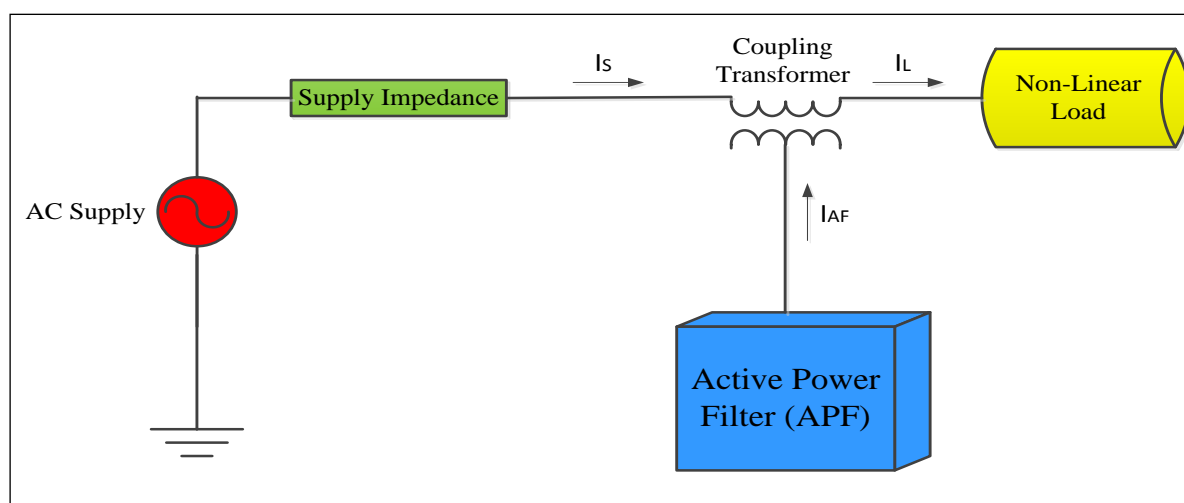 Coupling
Transformer
IS
IL
Supply Impedance
Non-Linear
Load
AC Supply
IAF
Active Power
Filter (APF)